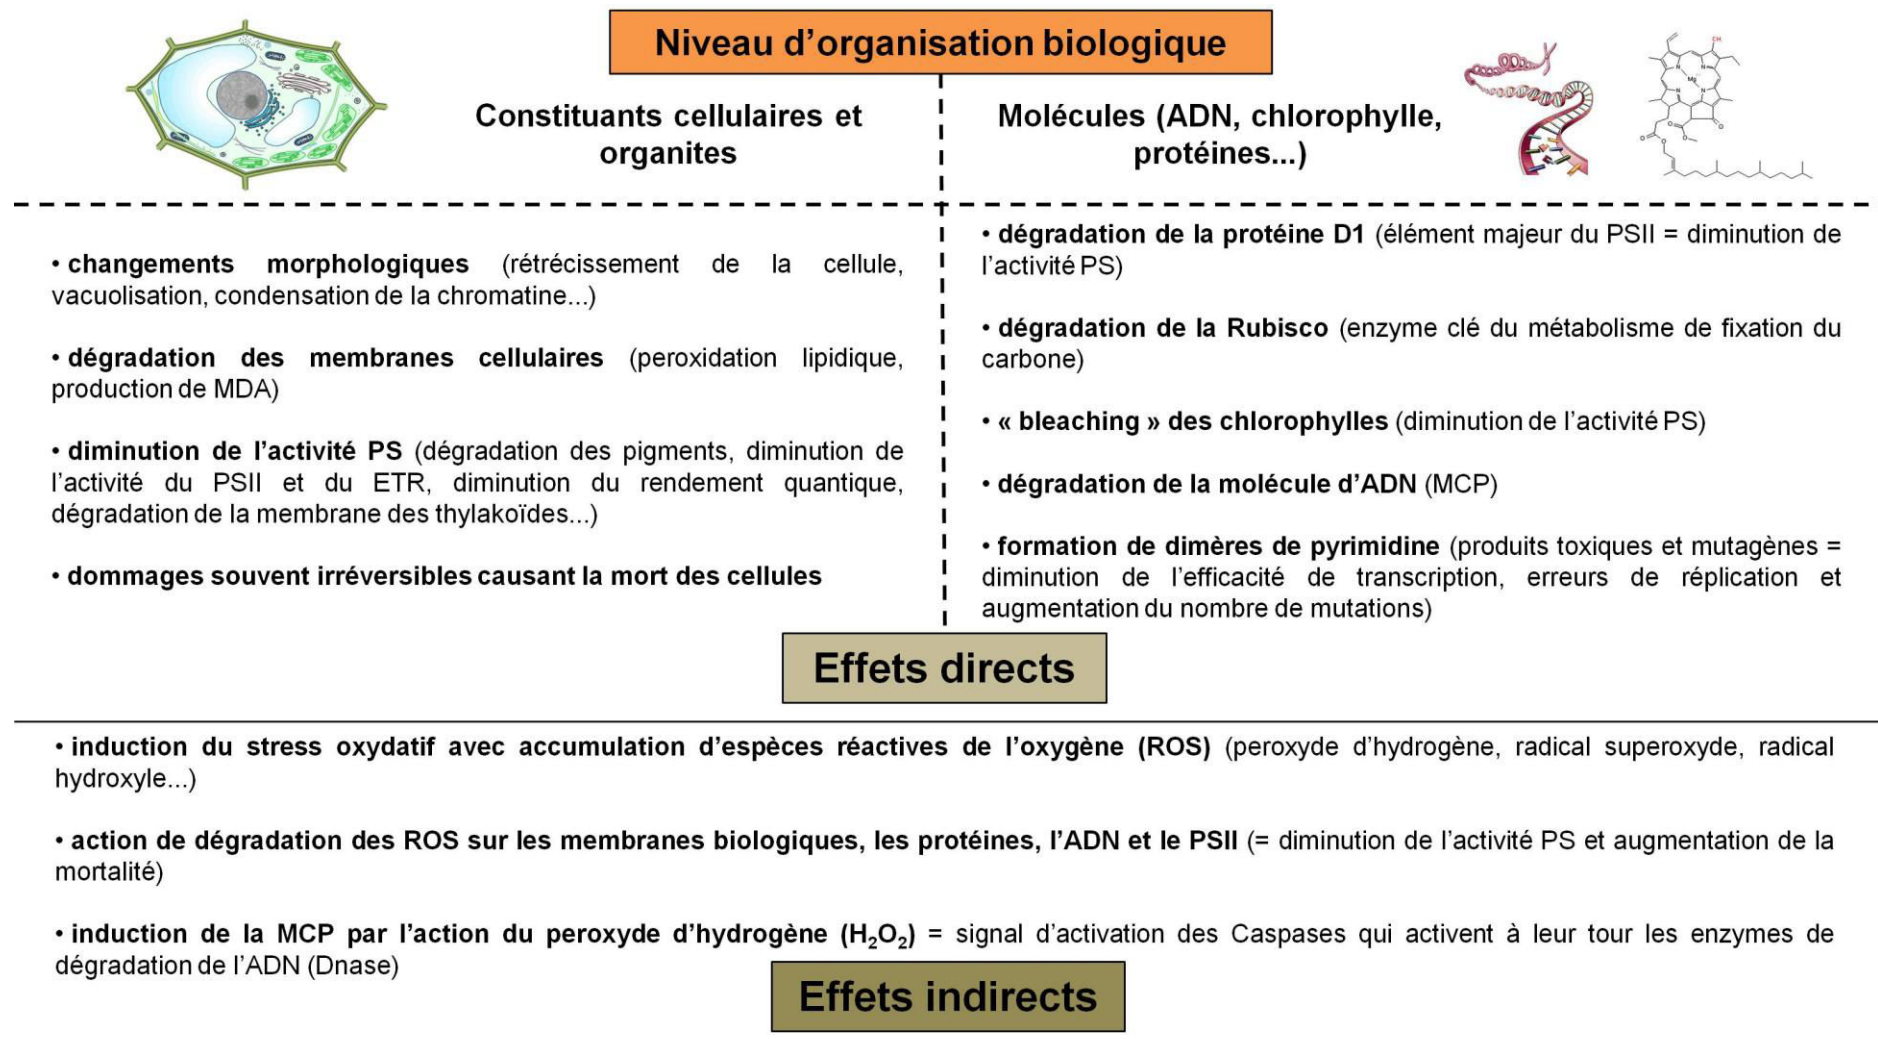 Niveau d’organisation biologique
Constituants cellulaires et
organites
Molécules (ADN, chlorophylle,
protéines...)
• changements morphologiques (rétrécissement de la cellule,
vacuolisation, condensation de la chromatine...)
• dégradation des membranes cellulaires (peroxidation lipidique,
production de MDA)
• diminution de l’activité PS (dégradation des pigments, diminution de
l’activité du PSII et du ETR, diminution du rendement quantique,
dégradation de la membrane des thylakoïdes...)
• dommages souvent irréversibles causant la mort des cellules
• dégradation de la protéine D1 (élément majeur du PSII = diminution de
l’activité PS)
• dégradation de la Rubisco (enzyme clé du métabolisme de fixation du
carbone)
• « bleaching » des chlorophylles (diminution de l’activité PS)
• dégradation de la molécule d’ADN (MCP)
• formation de dimères de pyrimidine (produits toxiques et mutagènes =
diminution de l’efficacité de transcription, erreurs de réplication et
augmentation du nombre de mutations)
Effets directs
• induction du stress oxydatif avec accumulation d’espèces réactives de l’oxygène (ROS) (peroxyde d’hydrogène, radical superoxyde, radical
hydroxyle...)
• action de dégradation des ROS sur les membranes biologiques, les protéines, l’ADN et le PSII (= diminution de l’activité PS et augmentation de la
mortalité)
• induction de la MCP par l’action du peroxyde d’hydrogène (H₂O₂) = signal d’activation des Caspases qui activent à leur tour les enzymes de
dégradation de l’ADN (Dnase)
Effets indirects